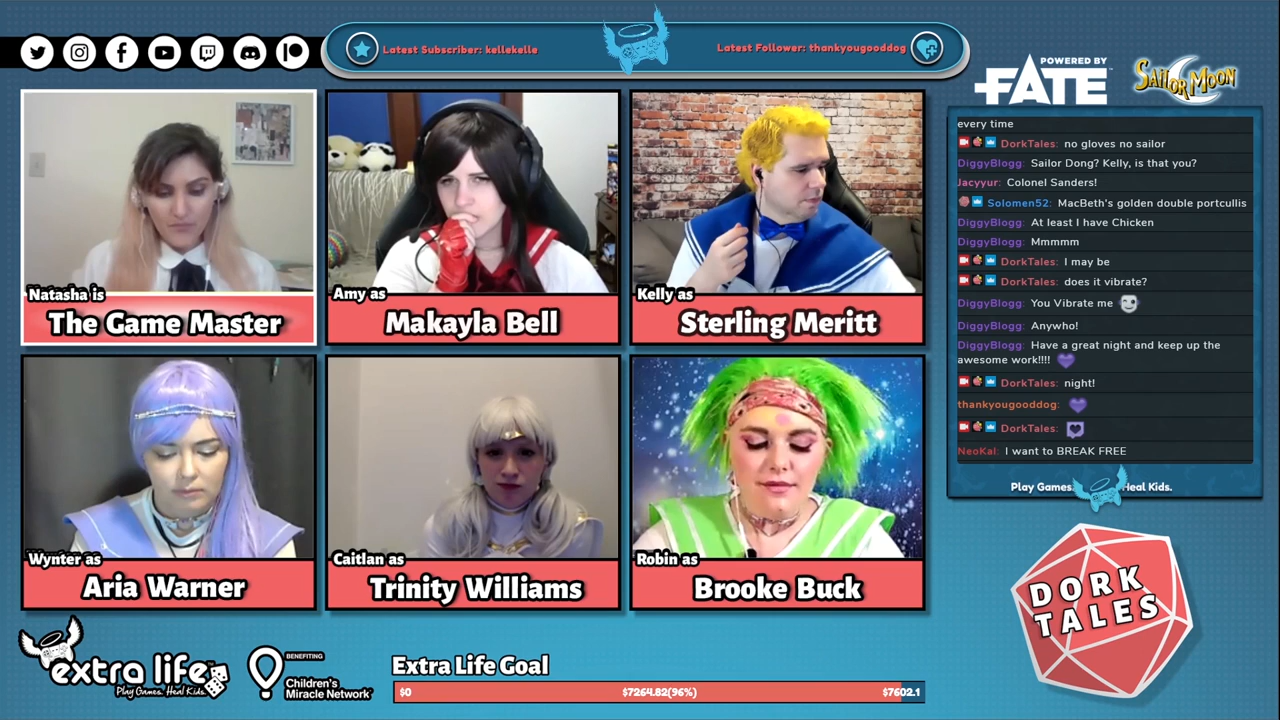 Latest Subscriber: kellekelle
Latest Follower: thankyougooddog
POWERED BY
FATE
SAILOR MOON
Natasha is
The Game Master
Amy as
Makayla Bell
Kelly as
Sterling Meritt
Wynter as
Aria Warner
Caitlan as
Trinity Williams
Robin as
Brooke Buck
every time
DorkTales: no gloves no sailor
DiggyBlogg: Sailor Dong? Kelly, is that you?
Jacyyur: Colonel Sanders!
Solomen52: MacBeth's golden double portcullis
DiggyBlogg: At least I have Chicken
DiggyBlogg: Mmmmm
DorkTales: I may be
DorkTales: does it vibrate?
DiggyBlogg: You Vibrate me
DiggyBlogg: Anywho!
DiggyBlogg: Have a great night and keep up the
awesome work!!!!
DorkTales: night!
thankyougooddog:
DorkTales:
NeoKal: I want to BREAK FREE
Play Games. Heal Kids.
DORK
TALES
extra life
Play Games. Heal Kids.
BENEFITING
Children's
Miracle Network
Extra Life Goal
$0 $7264.82(96%) $7602.1